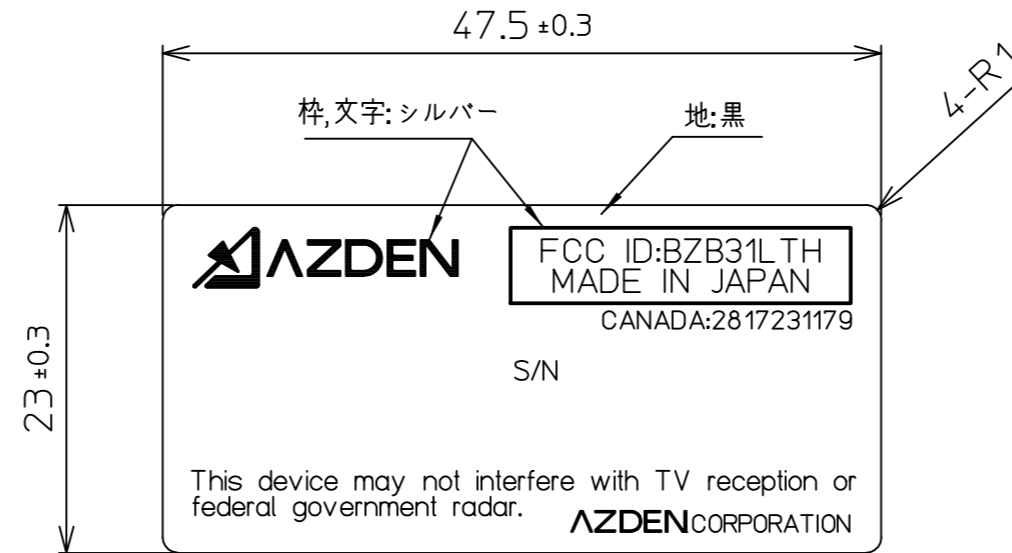 47.5 ±0.3
4-R1
枠,文字:シルバー
地:黒
AZDEN
FCC ID:BZB31LTH
MADE IN JAPAN
CANADA:2817231179
23 ±0.3
S/N
This device may not interfere with TV reception or
federal government radar.
AZDEN CORPORATION